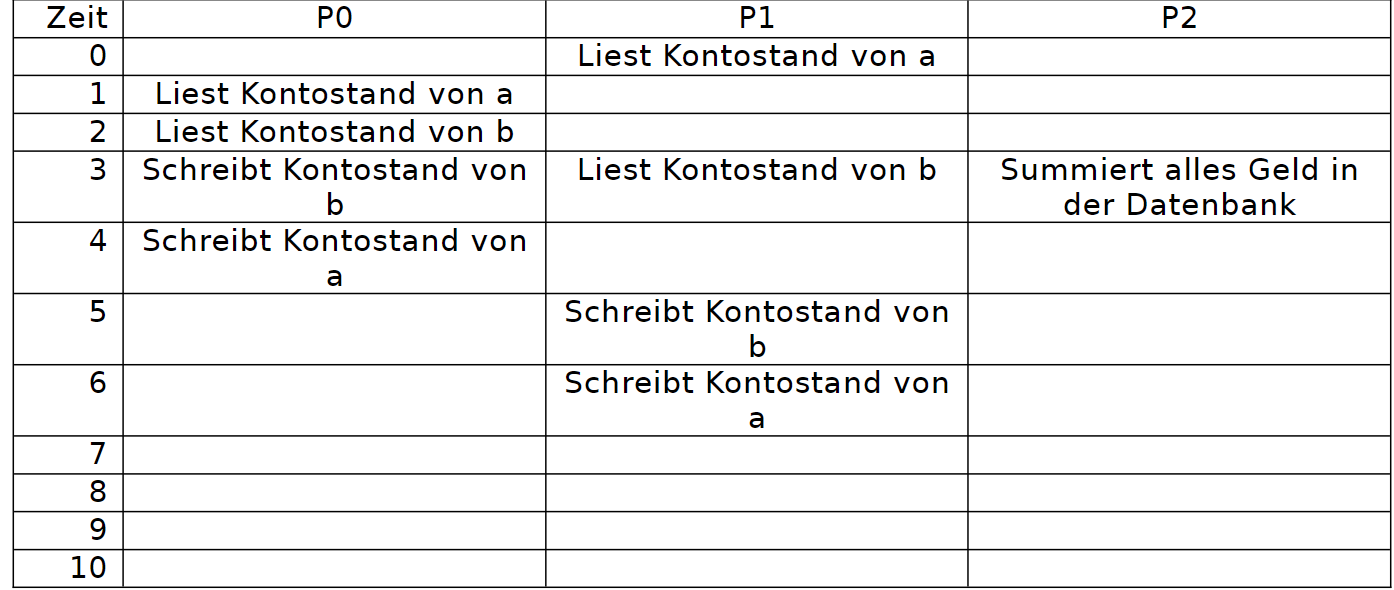 Zeit P0 P1 P2
0 Liest Kontostand von a
1 Liest Kontostand von a
2 Liest Kontostand von b
3 Schreibt Kontostand von Liest Kontostand von b Summiert alles Geld in
b der Datenbank
4 Schreibt Kontostand von
a
5 Schreibt Kontostand von
b
6 Schreibt Kontostand von
a
7
8
9
10